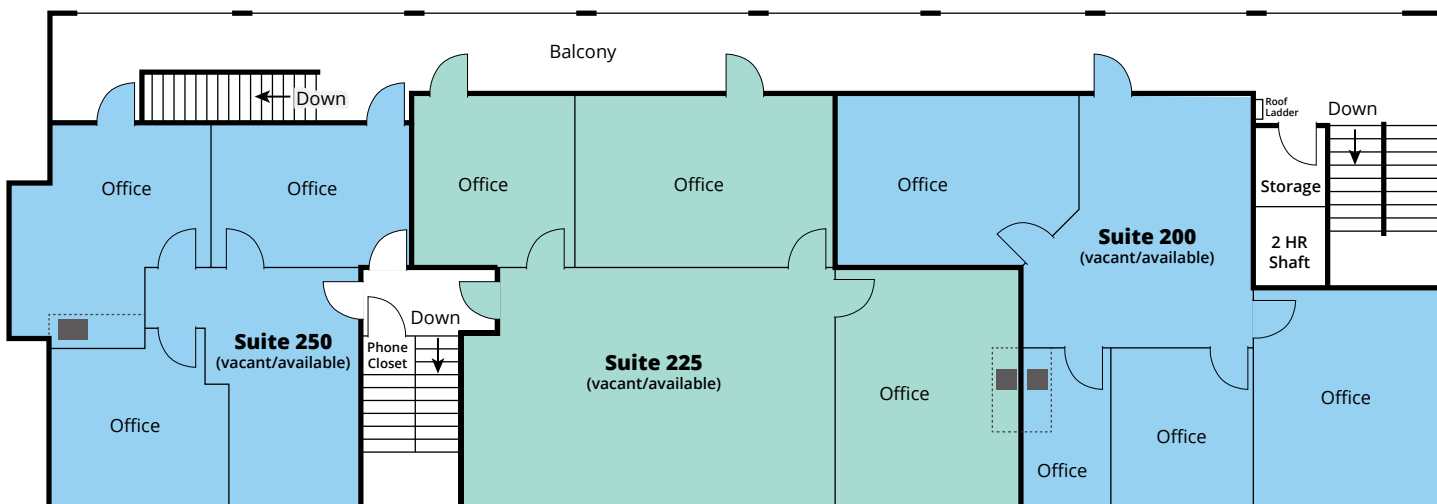 Balcony
Down
Roof
Ladder
Down
Office
Office
Office
Office
Office
Storage
Suite 200
(vacant/available)
2 HR
Shaft
Down
Suite 250
(vacant/available)
Phone
Closet
Suite 225
(vacant/available)
Office
Office
Office
Office
Office